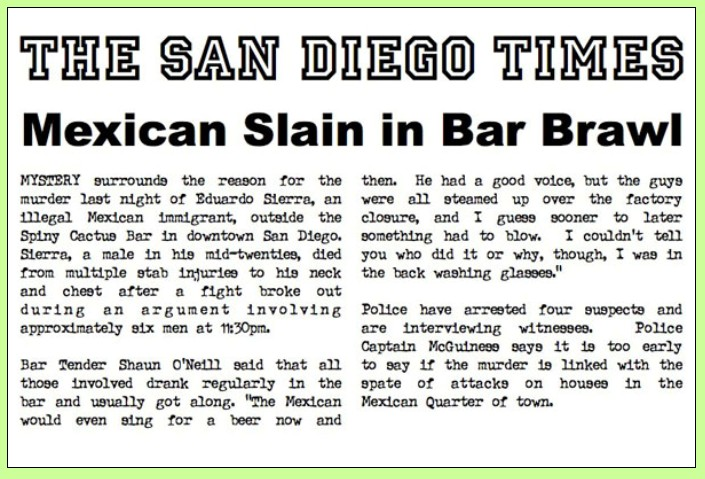 THE SAN DIEGO TIMES
Mexican Slain in Bar Brawl
MYSTERY surrounds the reason for the
murder last night of Eduardo Sierra, an
illegal Mexican immigrant, outside the
Spiny Cactus Bar in downtown San Diego.
Sierra, a male in his mid-twenties, died
from multiple stab injuries to his neck
and chest after a fight broke out
during an argument involving
approximately six men at 11:30pm.
Bar Tender Shaun O'Neill said that all
those involved drank regularly in the
bar and usually got along. "The Mexican
would even sing for a beer now and
then. He had a good voice, but the guys
were all steamed up over the factory
closure, and I guess sooner to later
something had to blow. I couldn't tell
you who did it or why, though, I was in
the back washing glasses."
Police have arrested four suspects and
are interviewing witnesses. Police
Captain McGuiness says it is too early
to say if the murder is linked with the
spate of attacks on houses in the
Mexican Quarter of town.